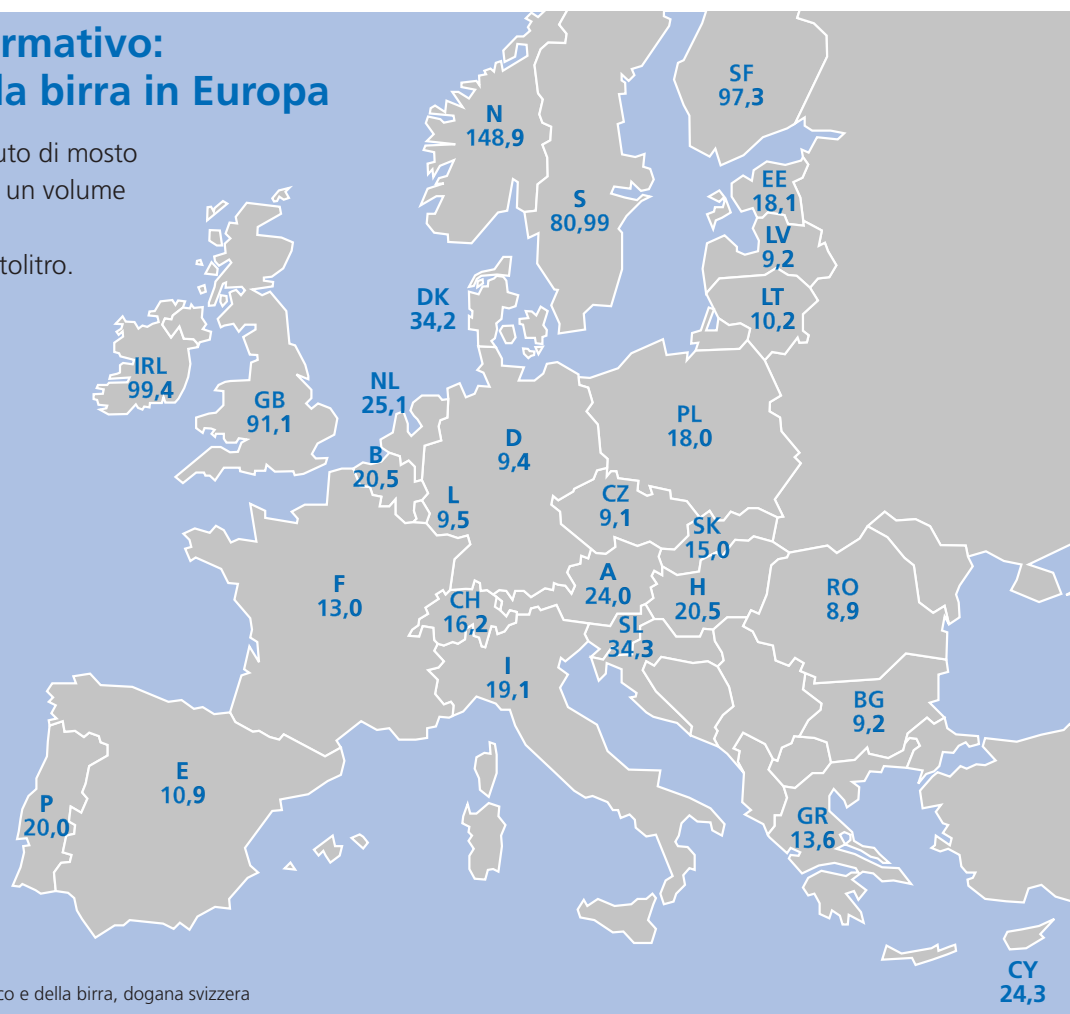 rmativo:
la birra in Europa
uto di mosto
un volume
tolitro.
SF
97,3
N
148,9
EE
18,1
S
80,99
LV
9,2
DK
34,2
LT
10,2
IRL
99,4
NL
25,1
GB
91,1
PL
18,0
D
9,4
B
20,5
L
9,5
CZ
9,1
SK
15,0
A
24,0
H
20,5
RO
8,9
F
13,0
CH
16,2
SL
34,3
I
19,1
BG
9,2
E
10,9
P
20,0
GR
13,6
CY
24,3
co e della birra, dogana svizzera